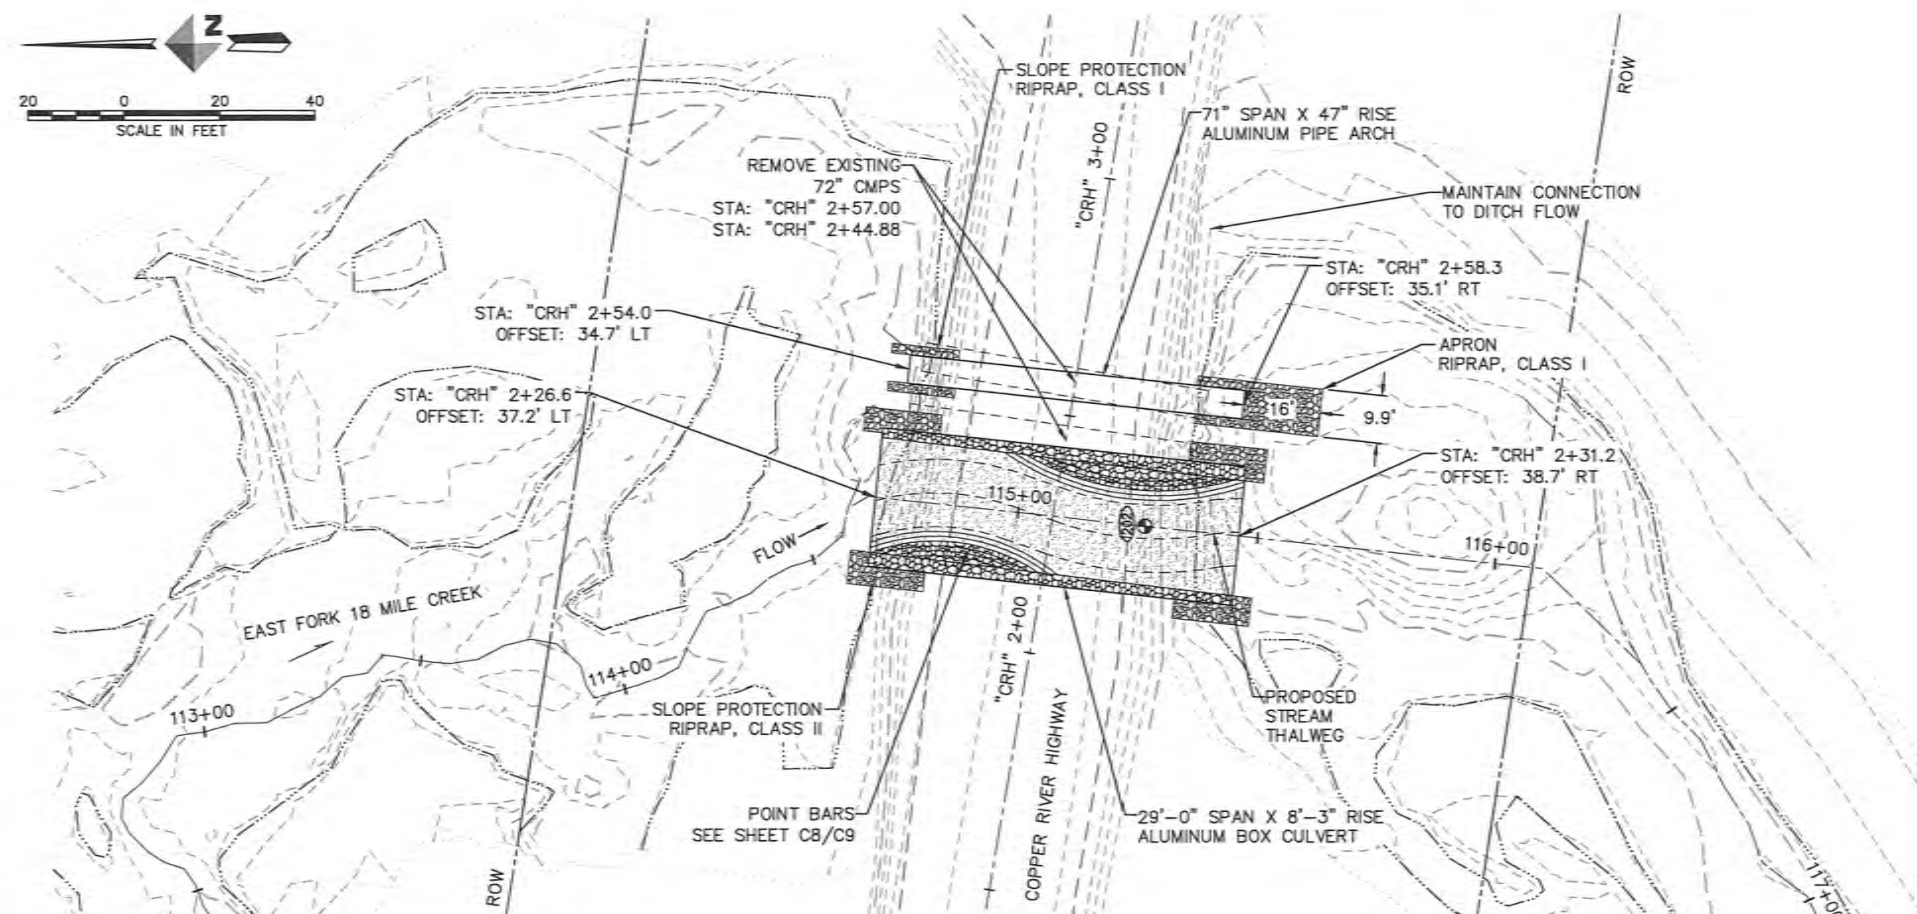 N
20 0 20 40
SCALE IN FEET
SLOPE PROTECTION
RIPRAP, CLASS I
71" SPAN X 47" RISE
ALUMINUM PIPE ARCH
ROW
"CRH" 3+00
REMOVE EXISTING
72" CMPS
STA: "CRH" 2+57.00
STA: "CRH" 2+44.88
MAINTAIN CONNECTION
TO DITCH FLOW
STA: "CRH" 2+58.3
OFFSET: 35.1' RT
STA: "CRH" 2+54.0
OFFSET: 34.7' LT
APRON
RIPRAP, CLASS I
STA: "CRH" 2+26.6
OFFSET: 37.2' LT
16'
9.9'
STA: "CRH" 2+31.2
OFFSET: 38.7' RT
115+00
202
FLOW
116+00
EAST FORK 18 MILE CREEK
"CRH" 2+00
114+00
113+00
SLOPE PROTECTION
RIPRAP, CLASS II
PROPOSED
STREAM
THALWEG
POINT BARS
SEE SHEET C8/C9
COPPER RIVER HIGHWAY
29'-0" SPAN X 8'-3" RISE
ALUMINUM BOX CULVERT
ROW
117+0